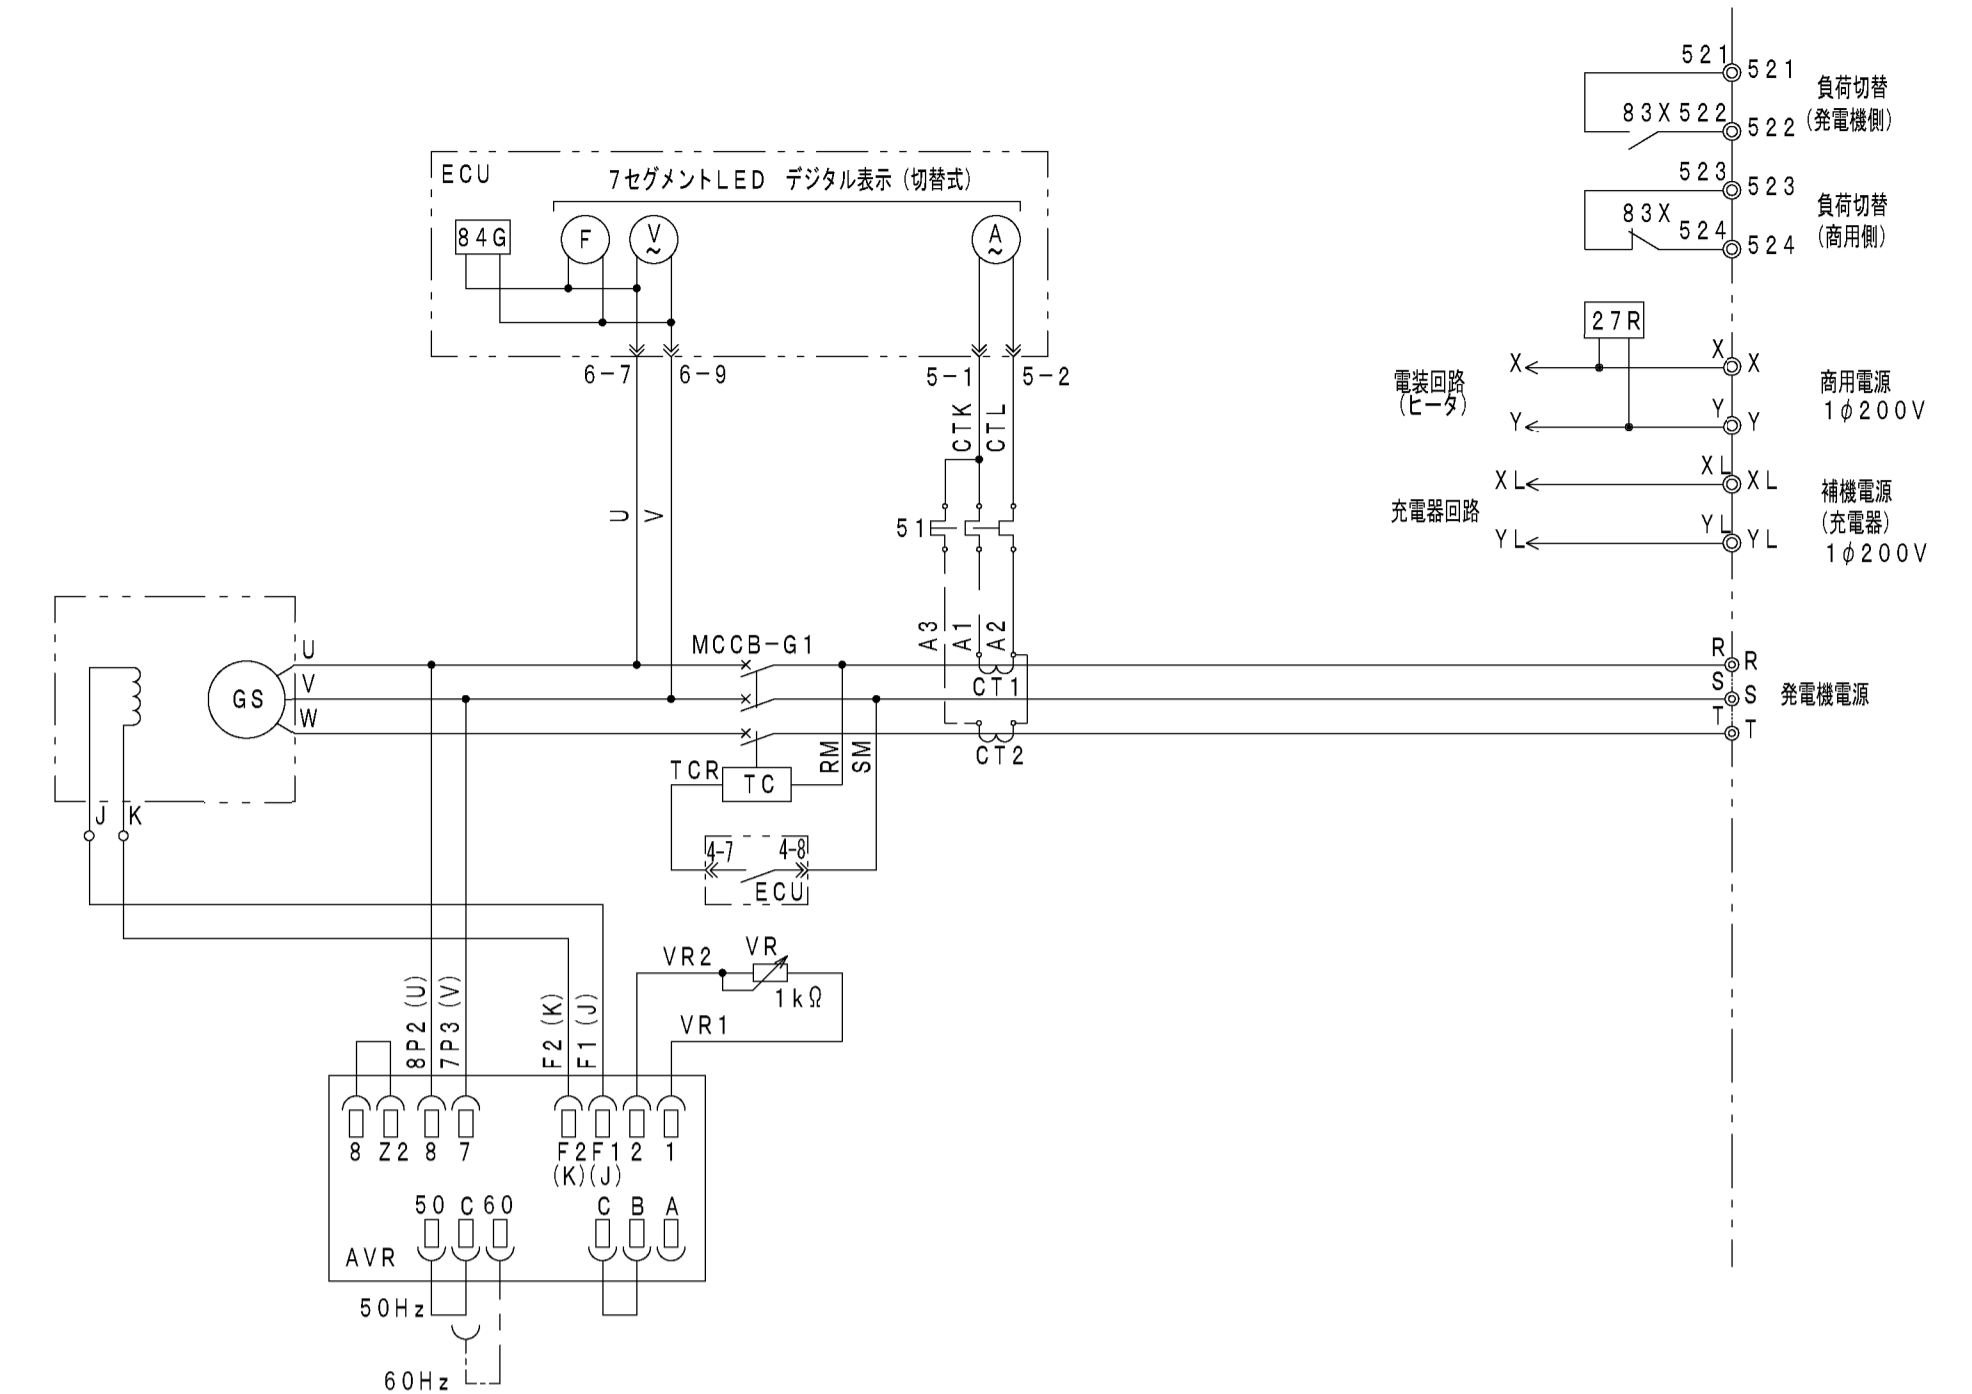 521
521
負荷切替
83X 522
522
(発電機側)
523
523
負荷切替
83X
524
524
(商用側)
ECU
7セグメントLED デジタル表示(切替式)
84G
F
V
~
A
~
6-7
6-9
5-1
5-2
27R
X
X
X
電装回路
(ヒータ)
商用電源
1φ200V
Y
Y
Y
XL
XL
XL
充電器回路
補機電源
(充電器)
1φ200V
YL
YL
YL
CTK
CTL
U
V
51
A3
A1
A2
MCCB-G1
GS
U
V
W
CT1
CT2
R
R
S
S
T
T
発電機電源
RM
SM
TCR
TC
4-7
4-8
ECU
J
K
VR2
VR
1kΩ
VR1
8P2(U)
7P3(V)
F2(K)
F1(J)
8 Z2 8 7 F2 F1 2 1
(K)(J)
50 C 60 C B A
AVR
50Hz
60Hz